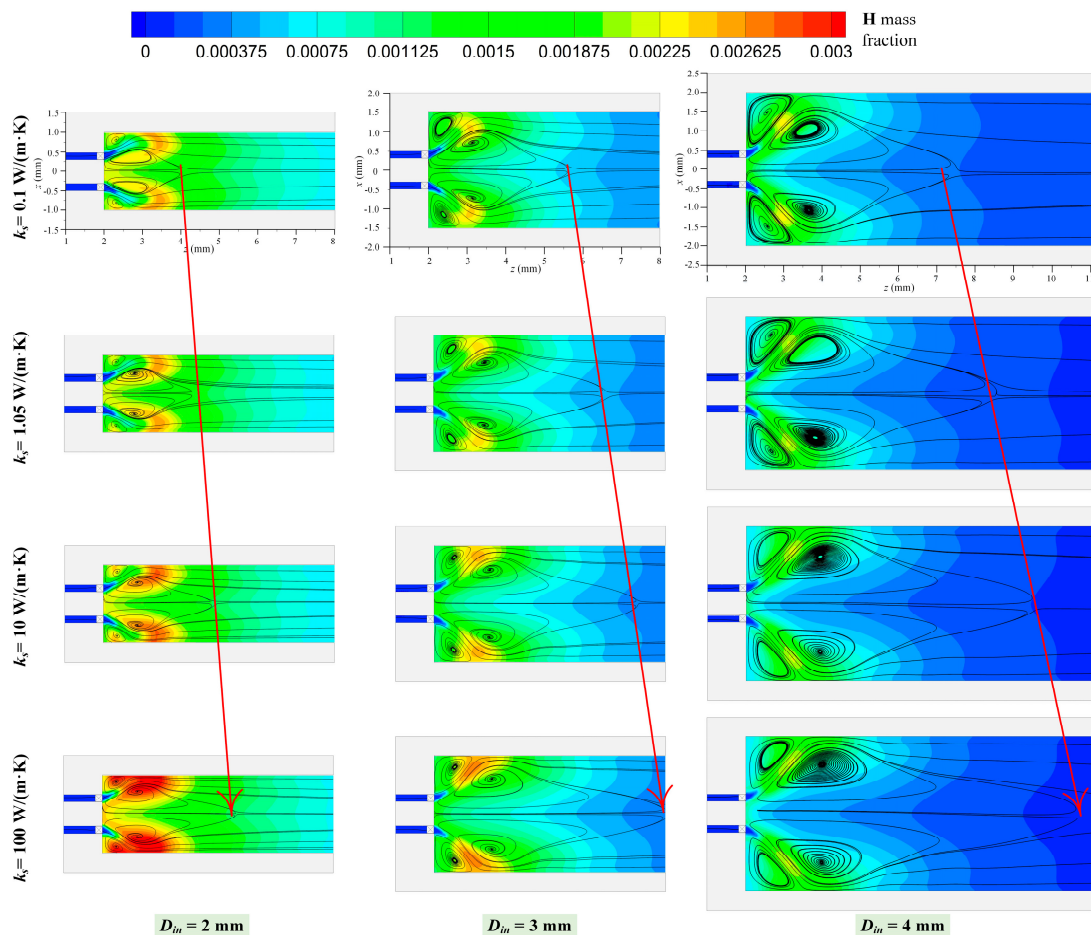 H mass
fraction
0 0.000375 0.00075 0.001125 0.0015 0.001875 0.00225 0.002625 0.003
kₛ= 0.1 W/(m·K)
1.5
1.0
0.5
0
-0.5
-1.0
-1.5
x (mm)
1 2 3 4 5 6 7 8
z (mm)
2.0
1.5
1.0
0.5
0
-0.5
-1.0
-1.5
-2.0
x (mm)
1 2 3 4 5 6 7 8
z (mm)
2.5
2.0
1.5
1.0
0.5
0
-0.5
-1.0
-1.5
-2.0
-2.5
x (mm)
1 2 3 4 5 6 7 8 9 10 11
z (mm)
kₛ= 1.05 W/(m·K)
kₛ= 10 W/(m·K)
kₛ= 100 W/(m·K)
Dᵢₙ = 2 mm
Dᵢₙ = 3 mm
Dᵢₙ = 4 mm